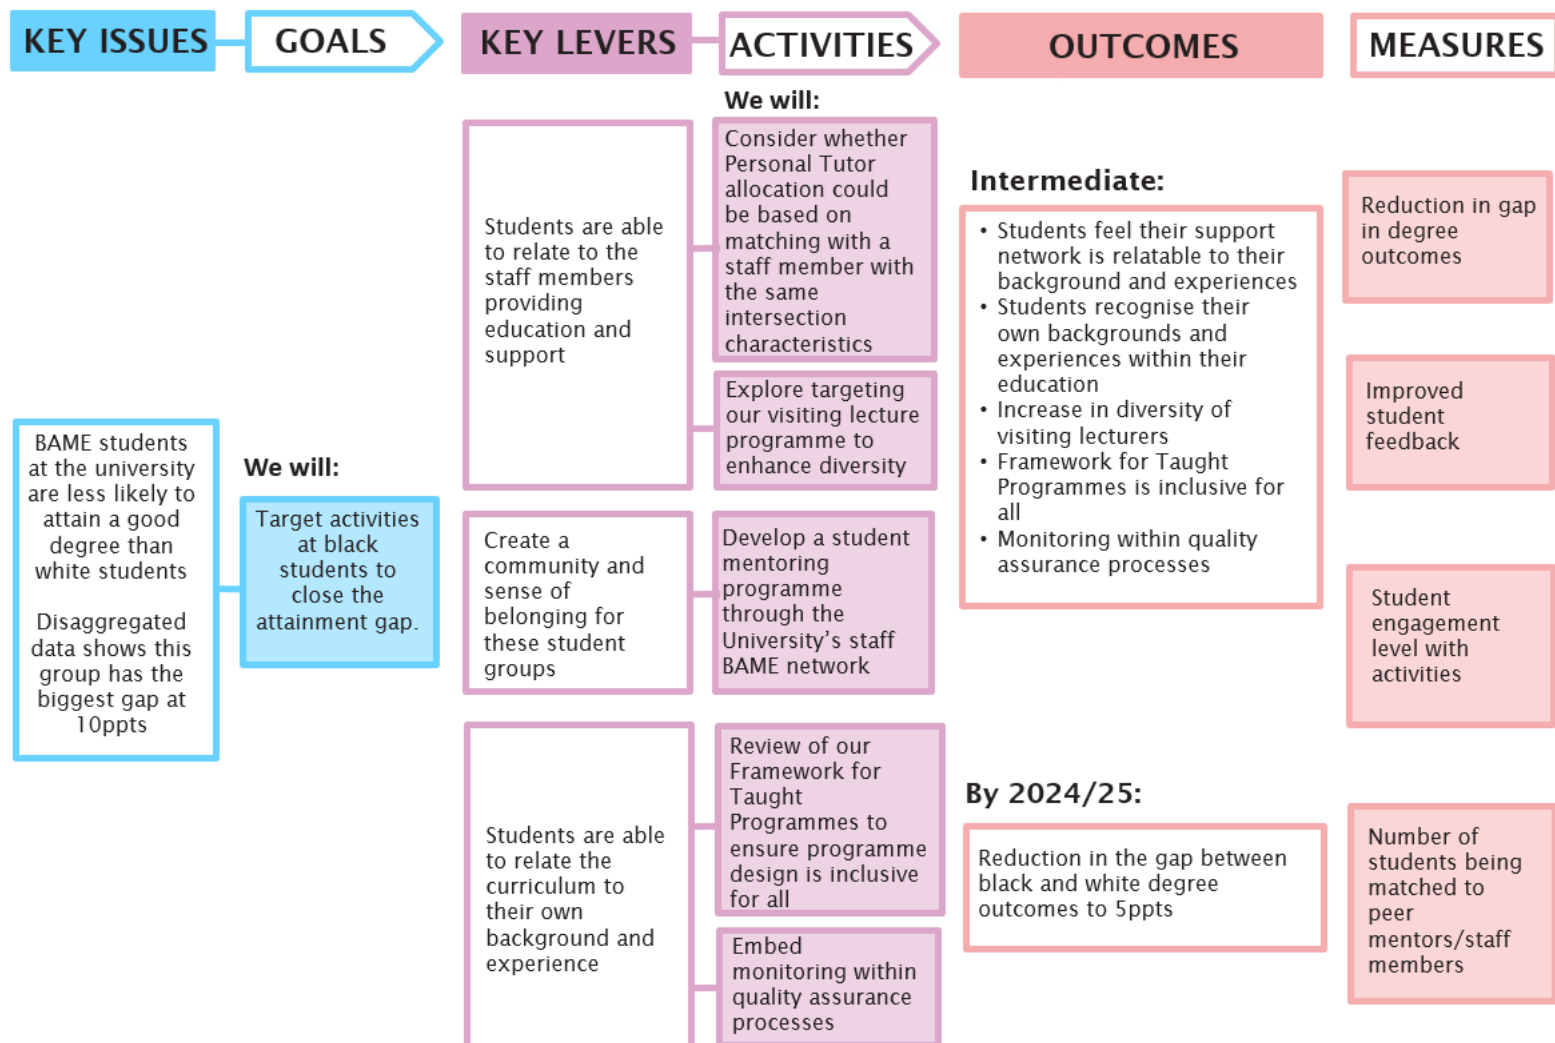 KEY ISSUES
GOALS
KEY LEVERS
ACTIVITIES
OUTCOMES
MEASURES
BAME students
at the university
are less likely to
attain a good
degree than
white students
Disaggregated
data shows this
group has the
biggest gap at
10ppts
We will:
Target activities
at black
students to
close the
attainment gap.
Students are able
to relate to the
staff members
providing
education and
support
Create a
community and
sense of
belonging for
these student
groups
Students are able
to relate the
curriculum to
their own
background and
experience
We will:
Consider whether
Personal Tutor
allocation could
be based on
matching with a
staff member with
the same
intersection
characteristics
Explore targeting
our visiting lecture
programme to
enhance diversity
Develop a student
mentoring
programme
through the
University’s staff
BAME network
Review of our
Framework for
Taught
Programmes to
ensure programme
design is inclusive
for all
Embed
monitoring within
quality assurance
processes
Intermediate:
• Students feel their support
network is relatable to their
background and experiences
• Students recognise their
own backgrounds and
experiences within their
education
• Increase in diversity of
visiting lecturers
• Framework for Taught
Programmes is inclusive for
all
• Monitoring within quality
assurance processes
By 2024/25:
Reduction in the gap between
black and white degree
outcomes to 5ppts
Reduction in gap
in degree
outcomes
Improved
student
feedback
Student
engagement
level with
activities
Number of
students being
matched to
peer
mentors/staff
members